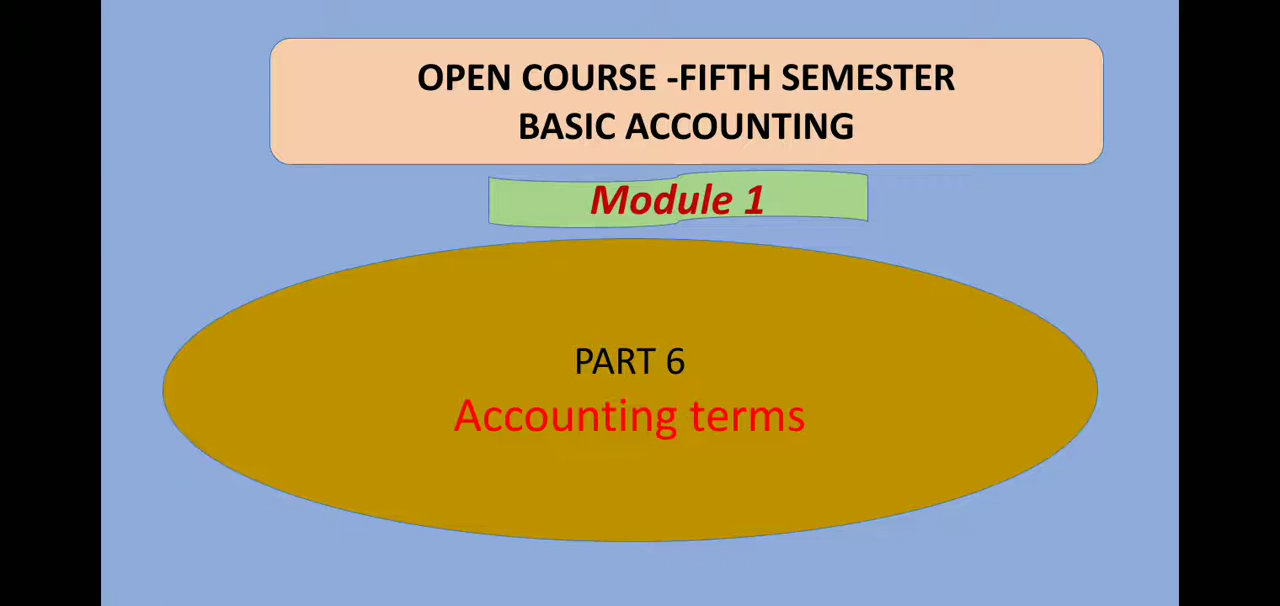 OPEN COURSE -FIFTH SEMESTER
BASIC ACCOUNTING
Module 1
PART 6
Accounting terms